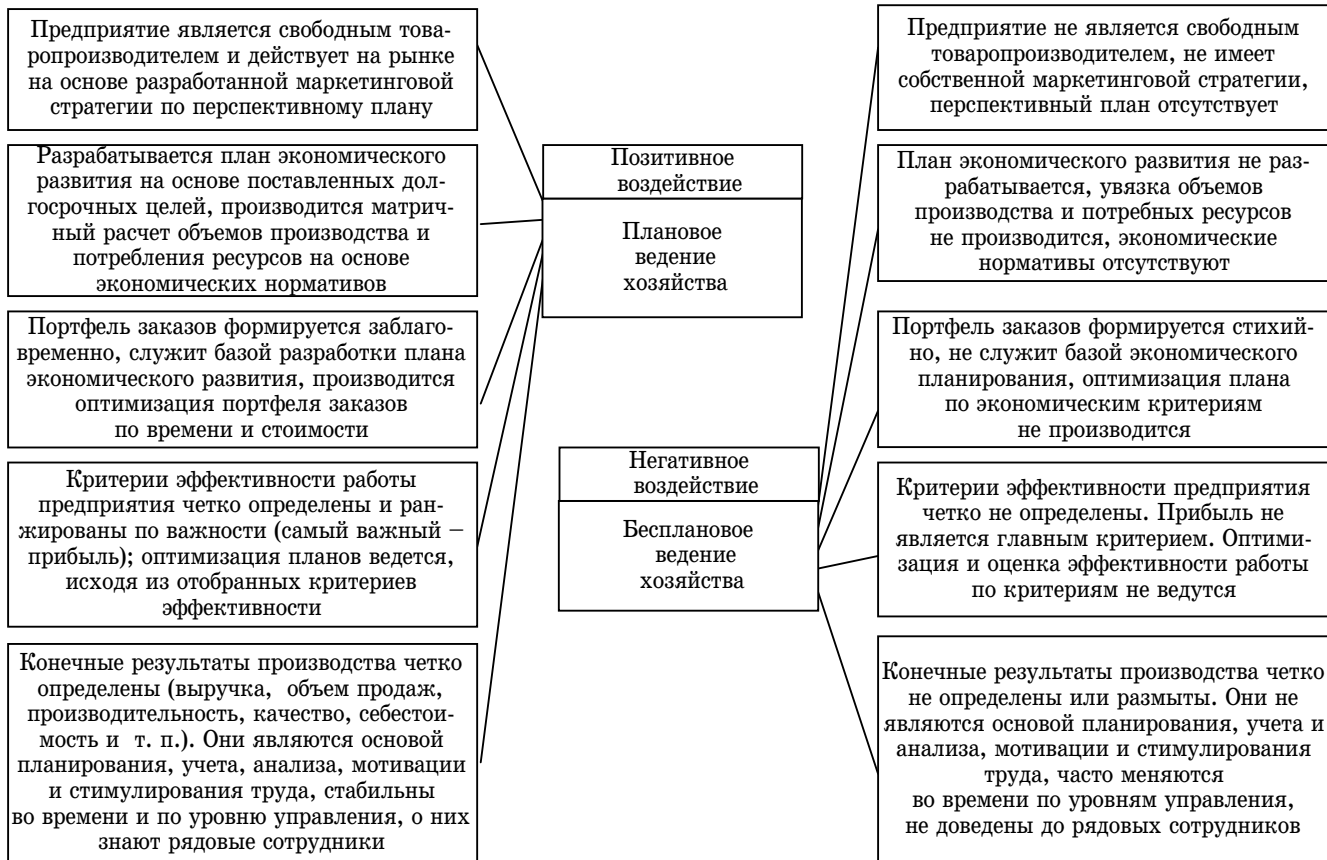 Предприятие является свободным това-
ропроизводителем и действует на рынке
на основе разработанной маркетинговой
стратегии по перспективному плану
Разрабатывается план экономического
развития на основе поставленных дол-
госрочных целей, производится матрич-
ный расчет объемов производства и
потребления ресурсов на основе
экономических нормативов
Портфель заказов формируется заблаго-
временно, служит базой разработки плана
экономического развития, производится
оптимизация портфеля заказов
по времени и стоимости
Критерии эффективности работы
предприятия четко определены и ран-
жированы по важности (самый важный –
прибыль); оптимизация планов ведется,
исходя из отобранных критериев
эффективности
Конечные результаты производства четко
определены (выручка, объем продаж,
производительность, качество, себестои-
мость и т. п.). Они являются основой
планирования, учета, анализа, мотивации
и стимулирования труда, стабильны
во времени и по уровню управления, о них
знают рядовые сотрудники
Позитивное
воздействие
Плановое
ведение
хозяйства
Негативное
воздействие
Бесплановое
ведение
хозяйства
Предприятие не является свободным
товаропроизводителем, не имеет
собственной маркетинговой стратегии,
перспективный план отсутствует
План экономического развития не раз-
рабатывается, увязка объемов
производства и потребных ресурсов
не производится, экономические
нормативы отсутствуют
Портфель заказов формируется стихий-
но, не служит базой экономического
планирования, оптимизация плана
по экономическим критериям
не производится
Критерии эффективности предприятия
четко не определены. Прибыль не
является главным критерием. Оптими-
зация и оценка эффективности работы
по критериям не ведутся
Конечные результаты производства четко
не определены или размыты. Они не
являются основой планирования, учета и
анализа, мотивации и стимулирования
труда, часто меняются
во времени по уровням управления,
не доведены до рядовых сотрудников